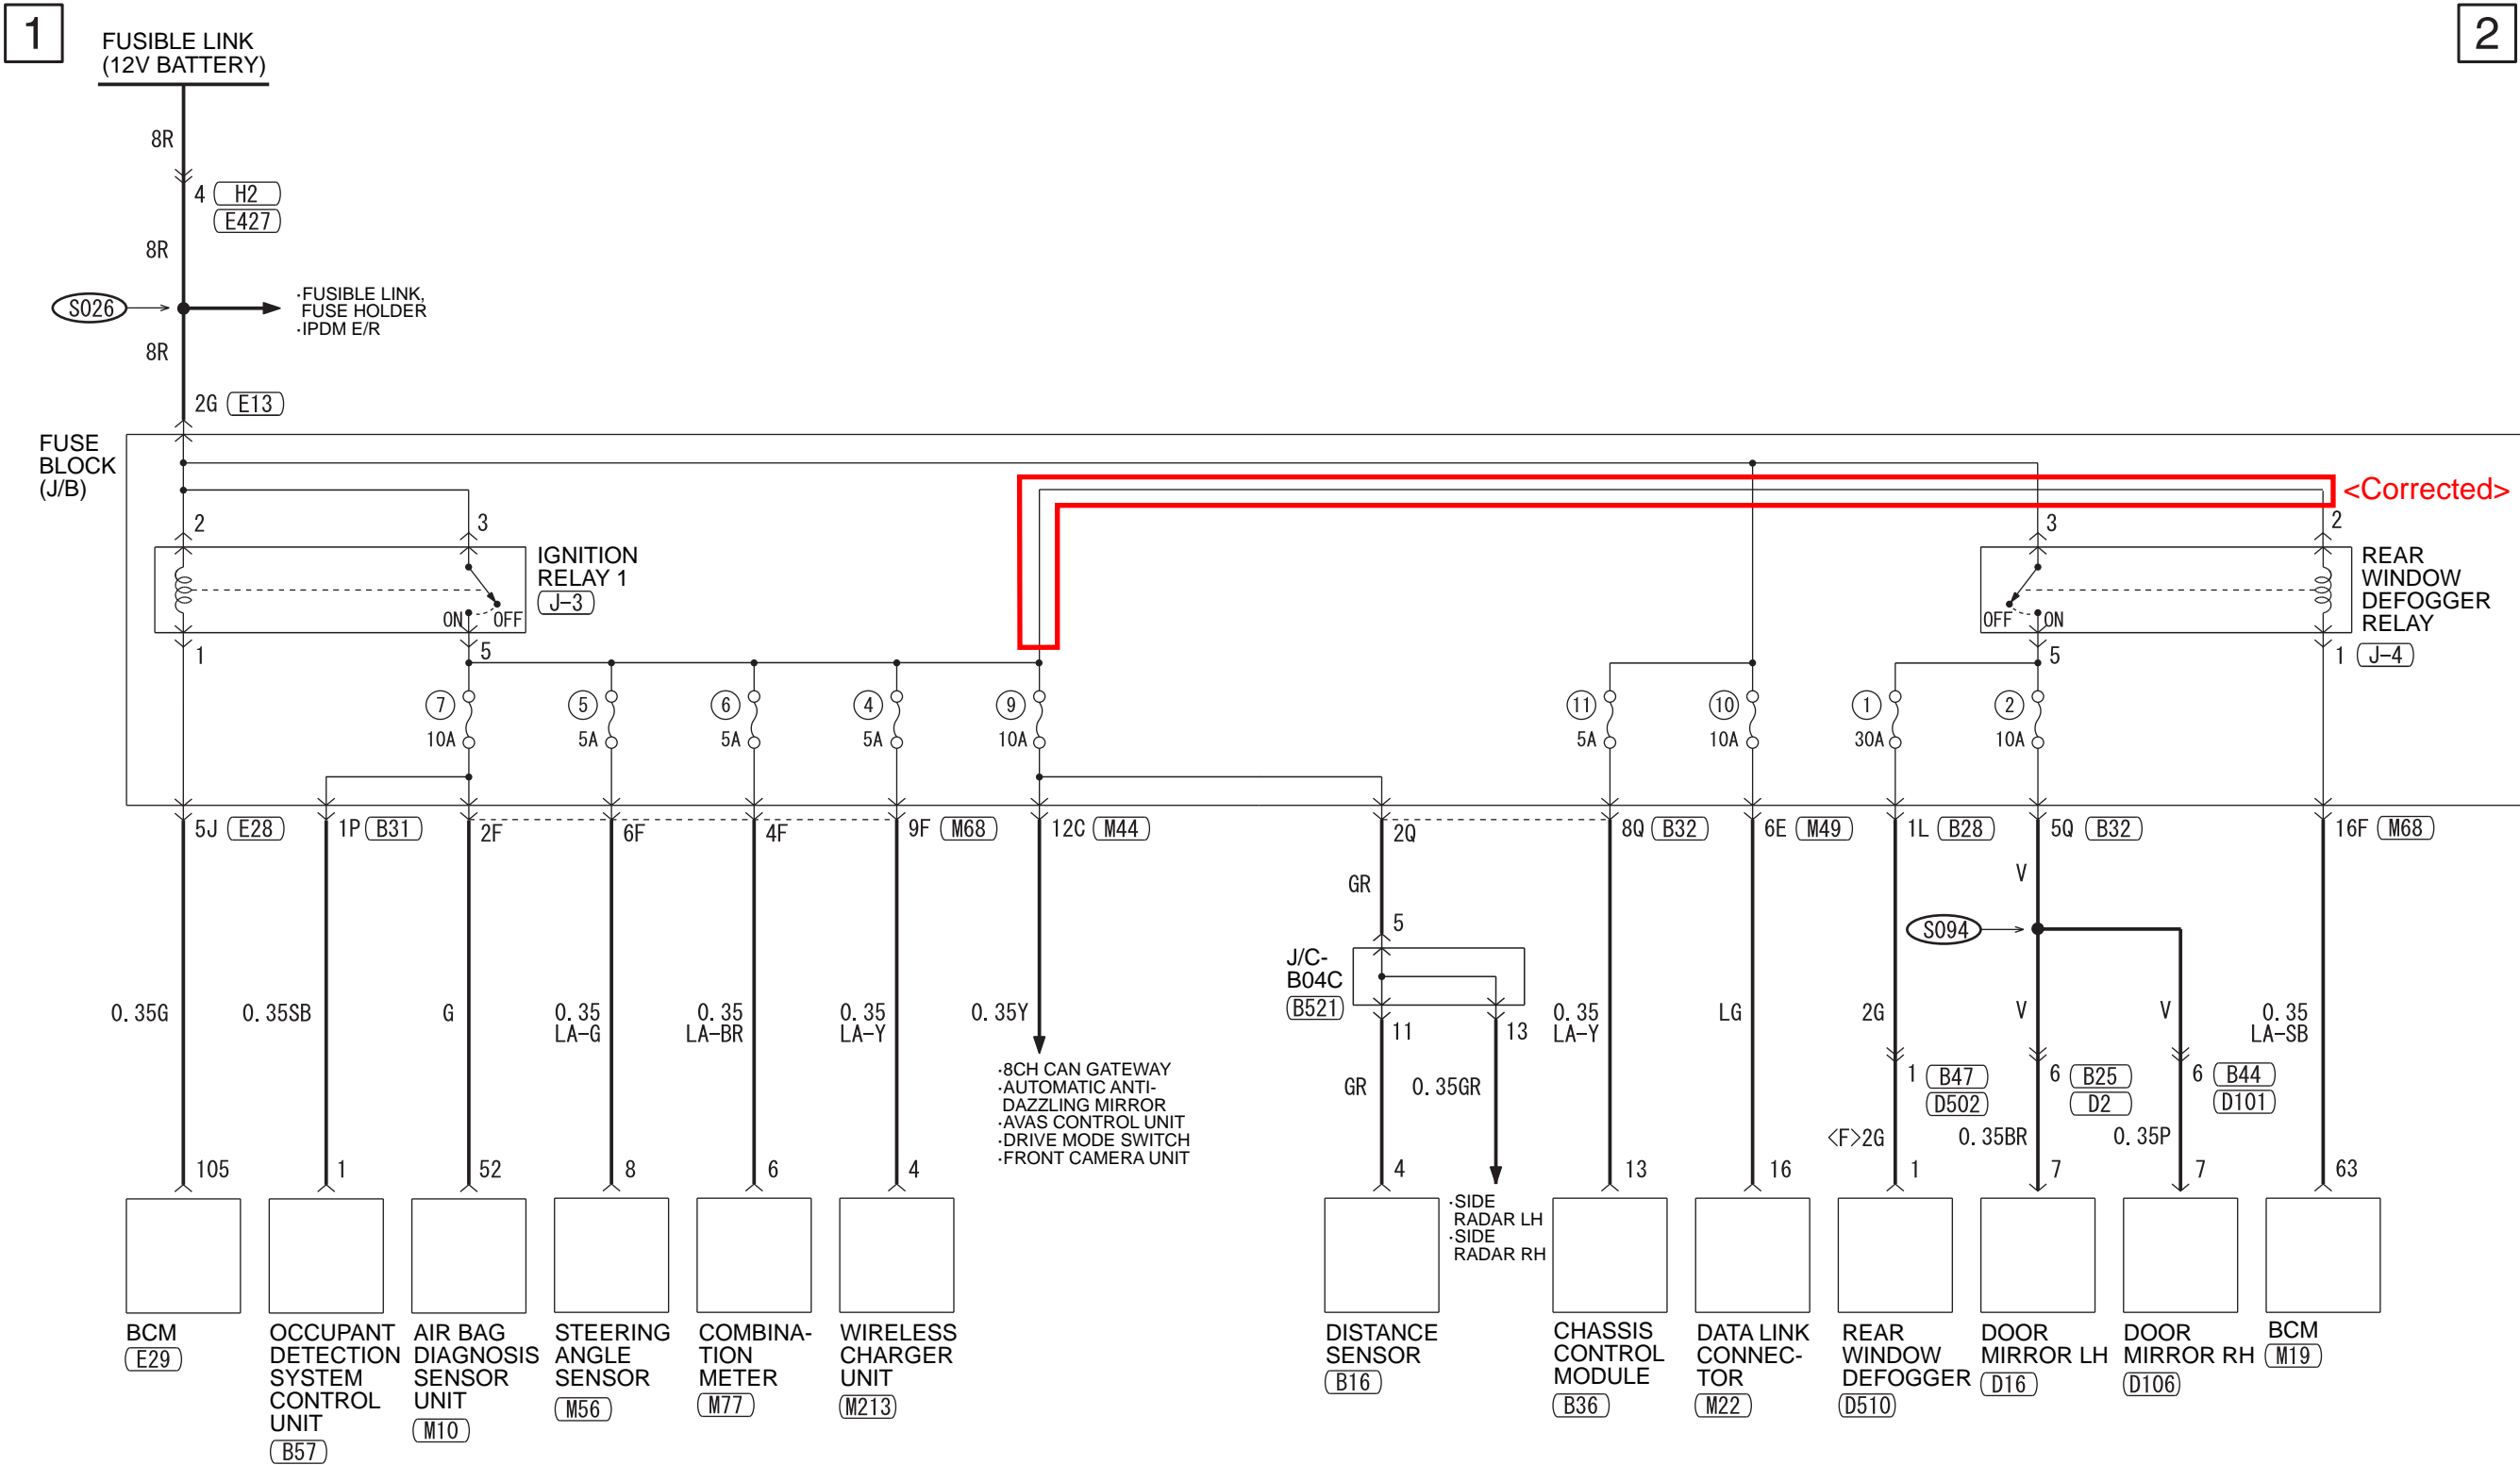 1
2
FUSIBLE LINK
(12V BATTERY)
8R
4 H2
E427
8R
S026
·FUSIBLE LINK,
FUSE HOLDER
·IPDM E/R
8R
2G E13
FUSE
BLOCK
(J/B)
<Corrected>
2
3
3
2
IGNITION
RELAY 1
J-3
ON OFF
OFF ON
REAR
WINDOW
DEFOGGER
RELAY
1
5
5
1 J-4
7
10A
5
5A
6
5A
4
5A
9
10A
11
5A
10
10A
1
30A
2
10A
5J E28
1P B31
2F
6F
4F
9F M68
12C M44
2Q
8Q B32
6E M49
1L B28
5Q B32
16F M68
GR
5
V
S094
J/C-
B04C
B521
11
13
0.35G
0.35SB
G
0.35
LA-G
0.35
LA-BR
0.35
LA-Y
0.35Y
0.35
LA-Y
LG
2G
V
V
0.35
LA-SB
·8CH CAN GATEWAY
·AUTOMATIC ANTI-
DAZZLING MIRROR
·AVAS CONTROL UNIT
·DRIVE MODE SWITCH
·FRONT CAMERA UNIT
GR
0.35GR
1 B47
D502
6 B25
D2
6 B44
D101
<F>2G
0.35BR
0.35P
105
1
52
8
6
4
4
13
16
1
7
7
63
·SIDE
RADAR LH
·SIDE
RADAR RH
BCM
E29
OCCUPANT
DETECTION
SYSTEM
CONTROL
UNIT
B57
AIR BAG
DIAGNOSIS
SENSOR
UNIT
M10
STEERING
ANGLE
SENSOR
M56
COMBINA-
TION
METER
M77
WIRELESS
CHARGER
UNIT
M213
DISTANCE
SENSOR
B16
CHASSIS
CONTROL
MODULE
B36
DATA LINK
CONNEC-
TOR
M22
REAR
WINDOW
DEFOGGER
D510
DOOR
MIRROR LH
D16
DOOR
MIRROR RH
D106
BCM
M19